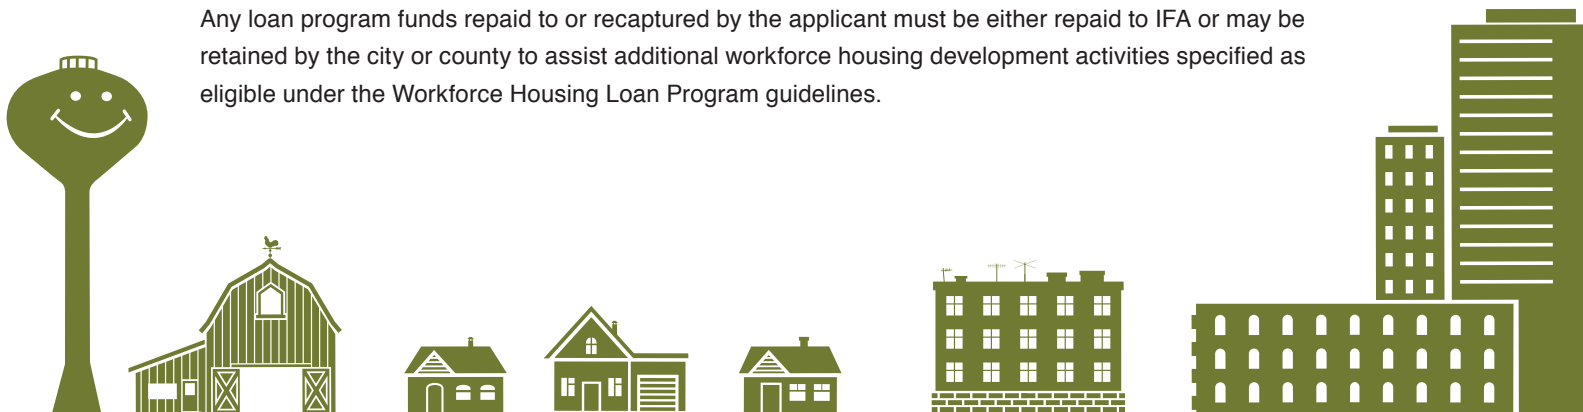 Any loan program funds repaid to or recaptured by the applicant must be either repaid to IFA or may be
retained by the city or county to assist additional workforce housing development activities specified as
eligible under the Workforce Housing Loan Program guidelines.